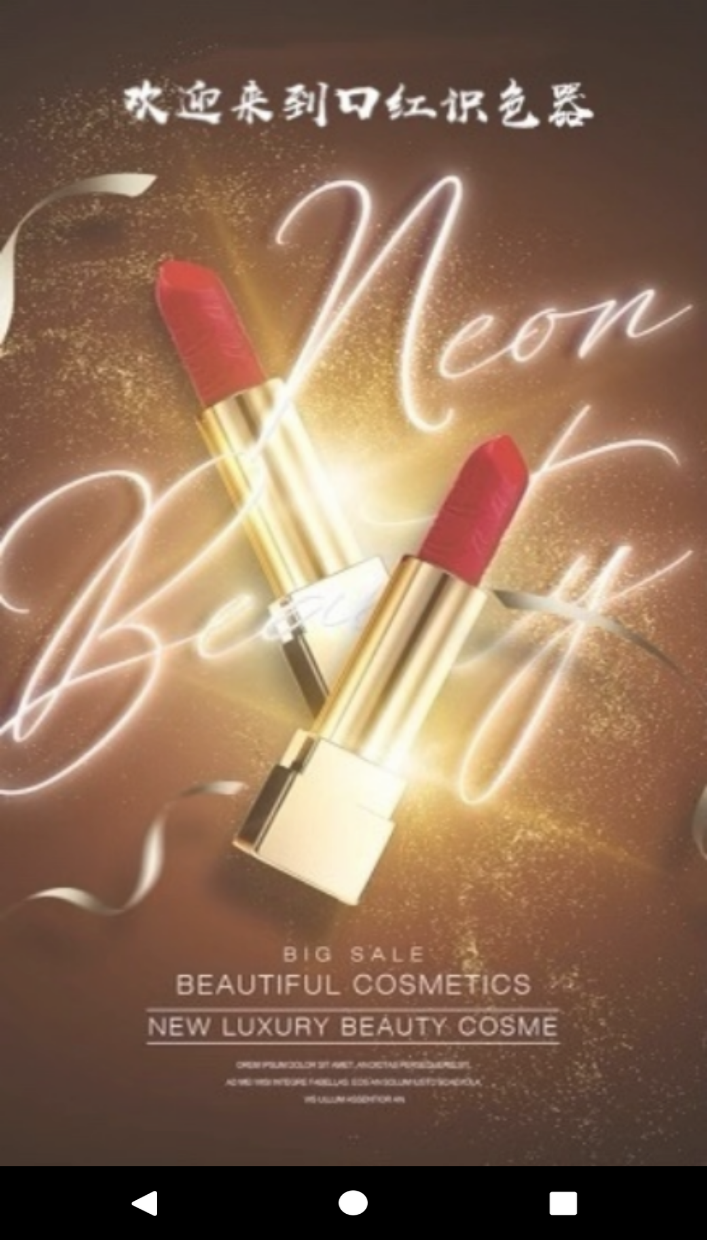 欢迎来到口红识色器
Neon
Beauty
BIG SALE
BEAUTIFUL COSMETICS
NEW LUXURY BEAUTY COSME